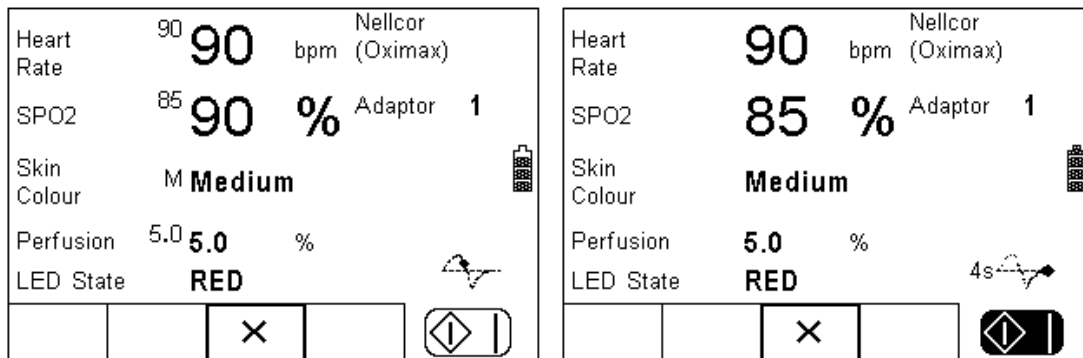 Heart Rate 90 90 bpm Nellcor (Oximax)
SPO2 85 90 % Adaptor 1
Skin Colour M Medium
Perfusion 5.0 5.0 %
LED State RED
Heart Rate 90 bpm Nellcor (Oximax)
SPO2 85 % Adaptor 1
Skin Colour Medium
Perfusion 5.0 %
LED State RED 4s